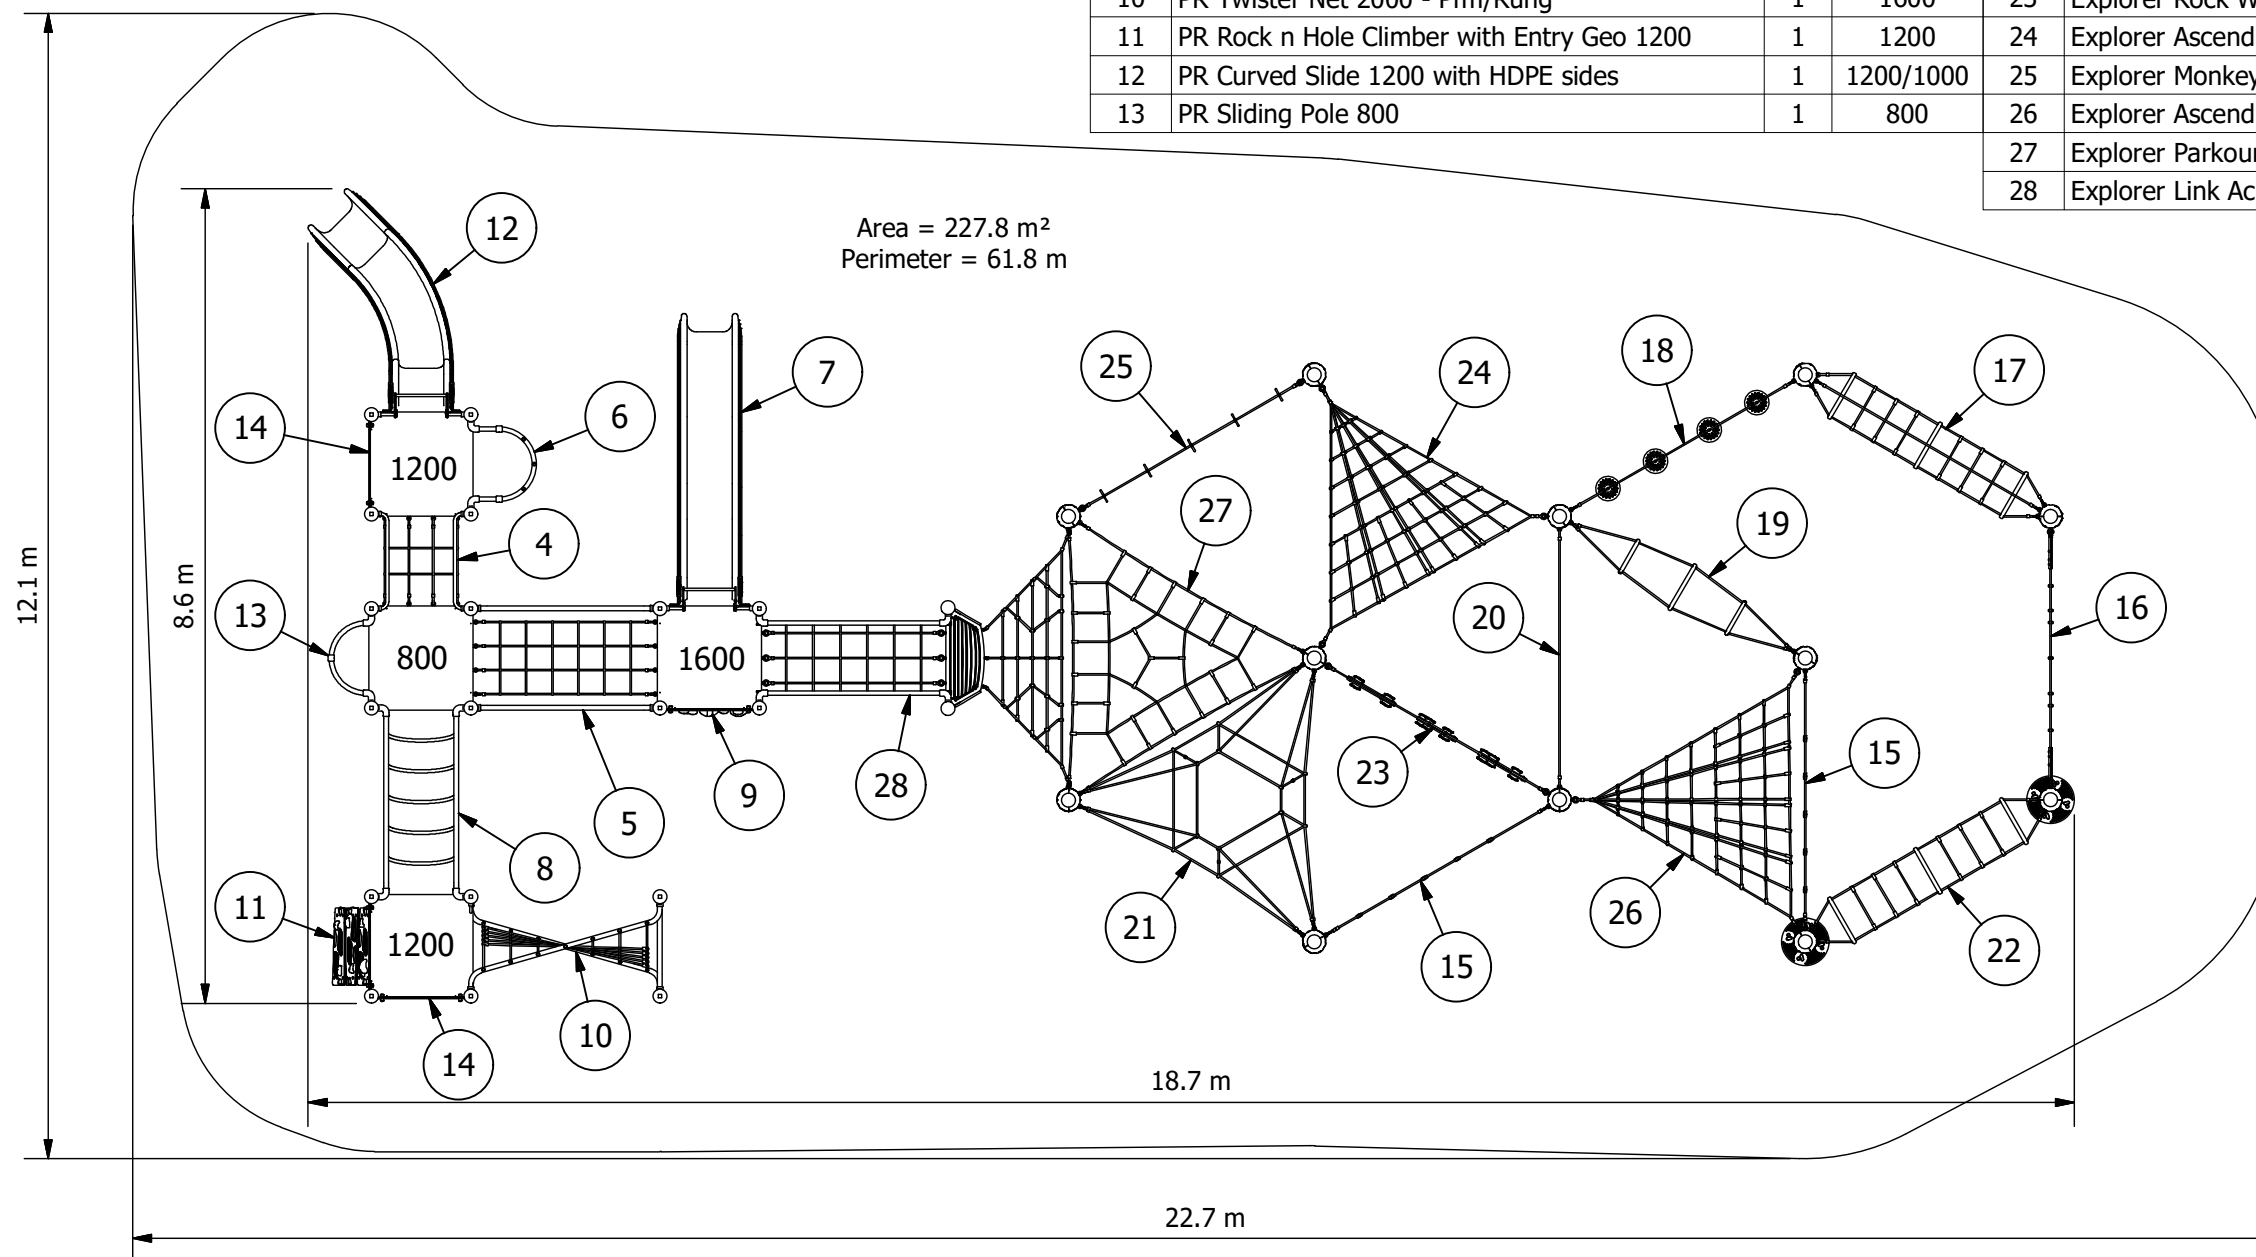 10 PR Twister Net 2000 - Prm/Rung 1 1600 25 Explorer Rock W
11 PR Rock n Hole Climber with Entry Geo 1200 1 1200 24 Explorer Ascend
12 PR Curved Slide 1200 with HDPE sides 1 1200/1000 25 Explorer Monkey
13 PR Sliding Pole 800 1 800 26 Explorer Ascend
27 Explorer Parkour
28 Explorer Link Ac
Area = 227.8 m²
Perimeter = 61.8 m
12
25
18
24
17
7
14
6
1200
27
19
4
12.1 m
8.6 m
13
20
16
800
1600
15
23
28
9
5
8
11
26
21
1200
22
15
10
14
18.7 m
22.7 m